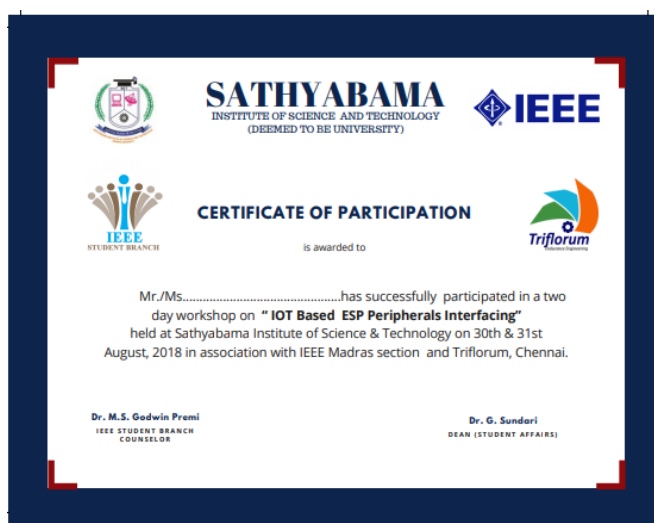 SATHYABAMA
INSTITUTE OF SCIENCE AND TECHNOLOGY
(DEEMED TO BE UNIVERSITY)
IEEE
IEEE
STUDENT BRANCH
CERTIFICATE OF PARTICIPATION
is awarded to
Triflorum
Mr./Ms................................................has successfully participated in a two
day workshop on “ IOT Based ESP Peripherals Interfacing”
held at Sathyabama Institute of Science & Technology on 30th & 31st
August, 2018 in association with IEEE Madras section and Triflorum, Chennai.
Dr. M.S. Godwin Premi
IEEE STUDENT BRANCH
COUNSELOR
Dr. G. Sundari
DEAN (STUDENT AFFAIRS)